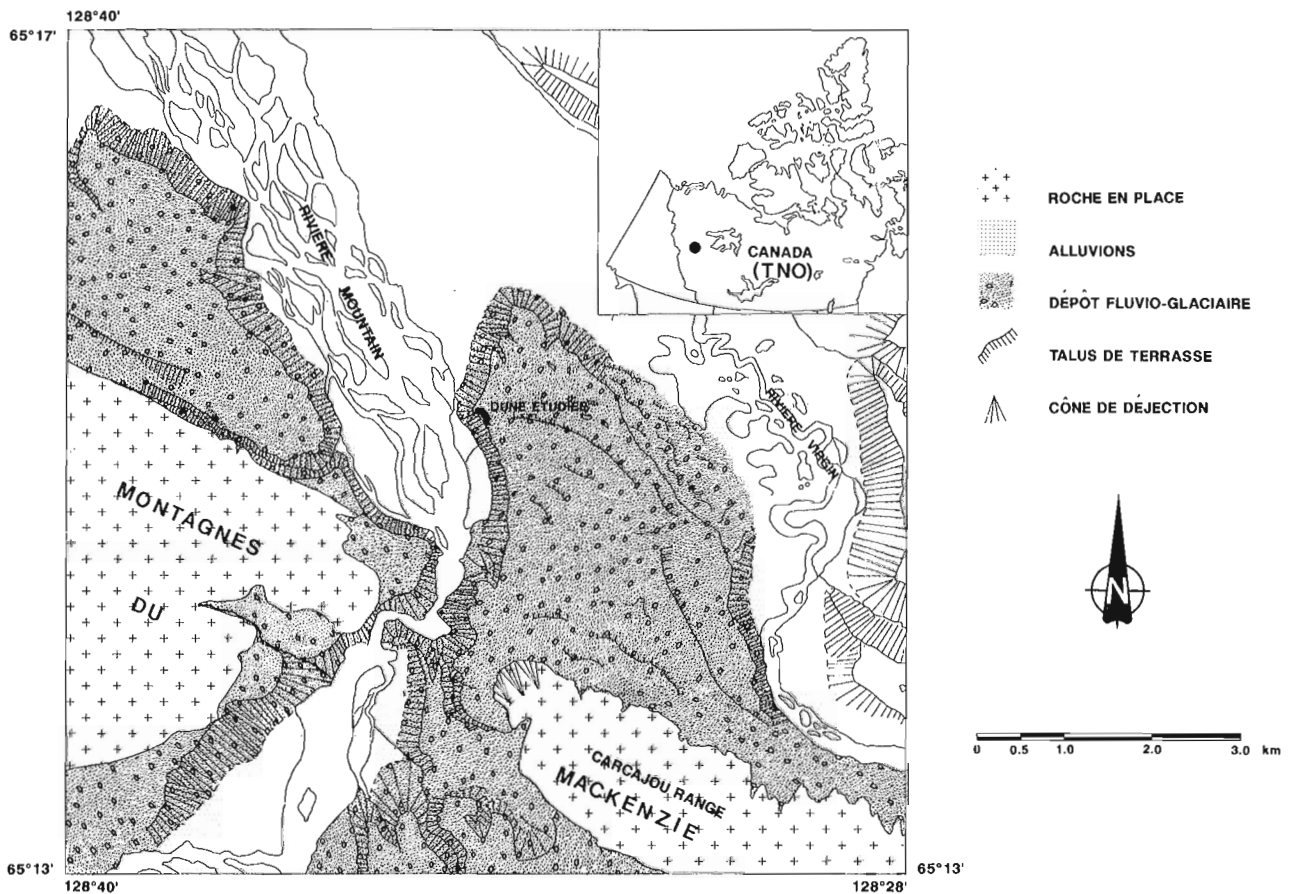 128°40'
65°17'
RIVIÈRE
MOUNTAIN
CANADA
(TNO)
DUNE ÉTUDIÉE
RIVIÈRE VIRGIN
MONTAGNES
DU
CARCAJOU RANGE
MACKENZIE
65°13'
128°40'
65°13'
128°28'
ROCHE EN PLACE
ALLUVIONS
DÉPÔT FLUVIO-GLACIAIRE
TALUS DE TERRASSE
CÔNE DE DÉJECTION
N
0 0.5 1.0 2.0 3.0 km